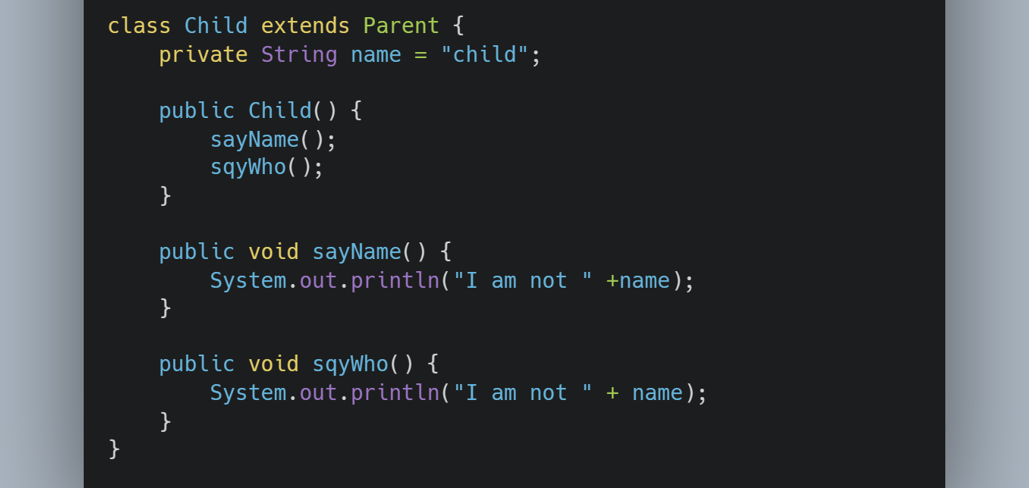 class Child extends Parent {
    private String name = "child";

    public Child() {
        sayName();
        sqyWho();
    }

    public void sayName() {
        System.out.println("I am not " +name);
    }

    public void sqyWho() {
        System.out.println("I am not " + name);
    }
}